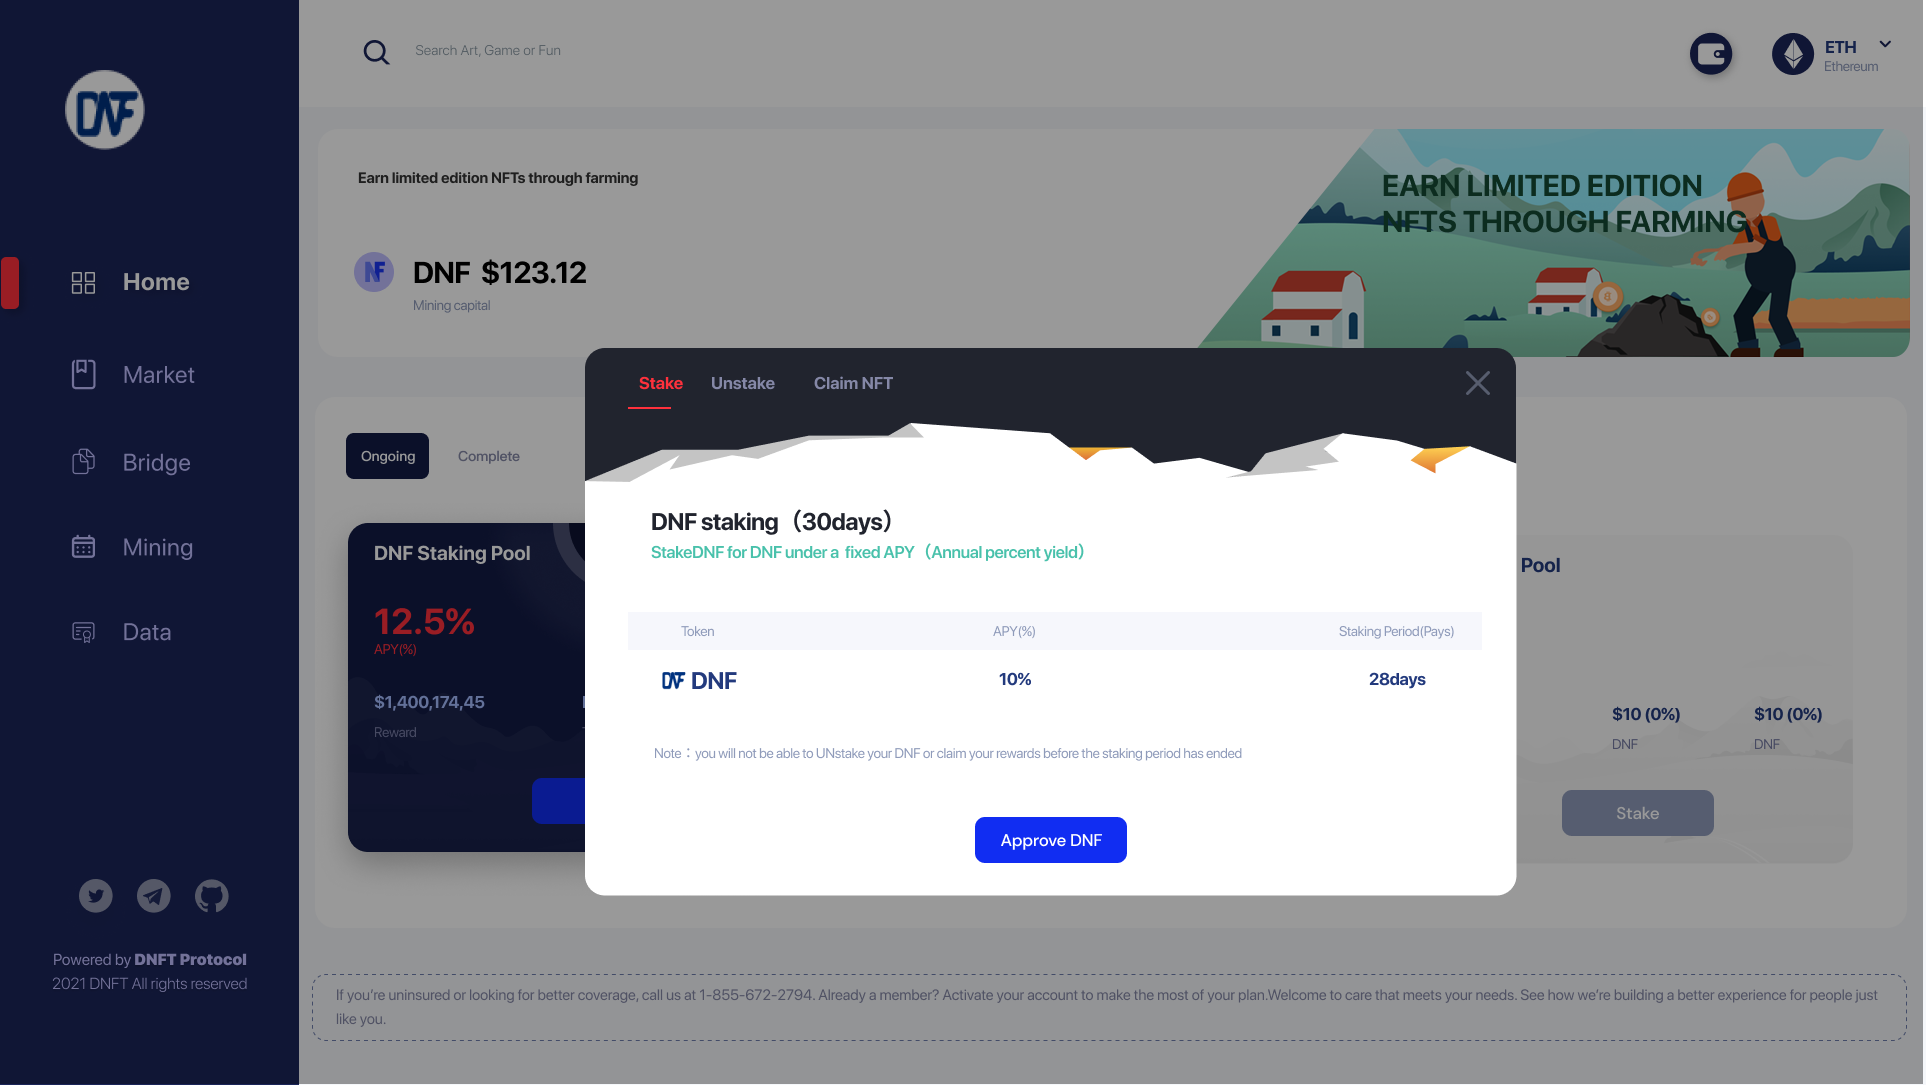 DNF
Search Art, Game or Fun
ETH
Ethereum
Home
Market
Bridge
Mining
Data
Powered by DNFT Protocol
2021 DNFT All rights reserved
Earn limited edition NFTs through farming
NF
DNF $123.12
Mining capital
EARN LIMITED EDITION
NFTS THROUGH FARMING
Ongoing
Complete
DNF Staking Pool
12.5%
APY(%)
$1,400,174,45
Reward
Stake
Unstake
Claim NFT
DNF staking（30days）
StakeDNF for DNF under a fixed APY（Annual percent yield）
Token
APY(%)
Staking Period(Pays)
DNF DNF
10%
28days
Note：you will not be able to UNstake your DNF or claim your rewards before the staking period has ended
Approve DNF
Pool
$10 (0%)
$10 (0%)
DNF
DNF
Stake
If you're uninsured or looking for better coverage, call us at 1-855-672-2794. Already a member? Activate your account to make the most of your plan.Welcome to care that meets your needs. See how we're building a better experience for people just
like you.